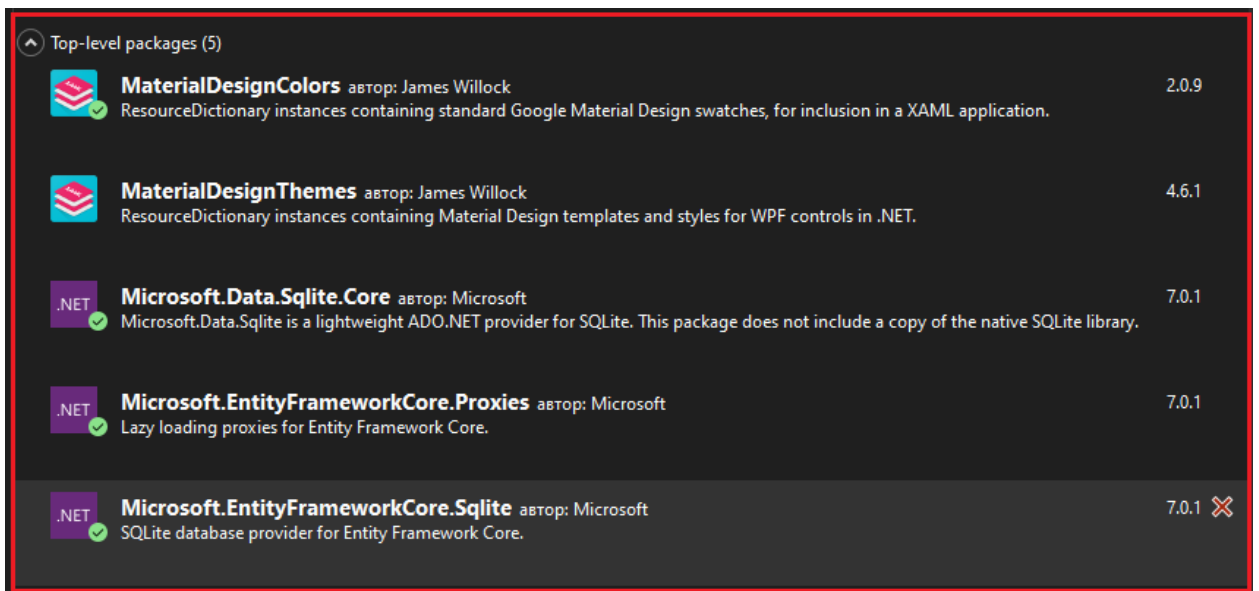 Top-level packages (5)
MaterialDesignColors автор: James Willock 2.0.9
ResourceDictionary instances containing standard Google Material Design swatches, for inclusion in a XAML application.
MaterialDesignThemes автор: James Willock 4.6.1
ResourceDictionary instances containing Material Design templates and styles for WPF controls in .NET.
.NET Microsoft.Data.Sqlite.Core автор: Microsoft 7.0.1
Microsoft.Data.Sqlite is a lightweight ADO.NET provider for SQLite. This package does not include a copy of the native SQLite library.
.NET Microsoft.EntityFrameworkCore.Proxies автор: Microsoft 7.0.1
Lazy loading proxies for Entity Framework Core.
.NET Microsoft.EntityFrameworkCore.Sqlite автор: Microsoft 7.0.1
SQLite database provider for Entity Framework Core.